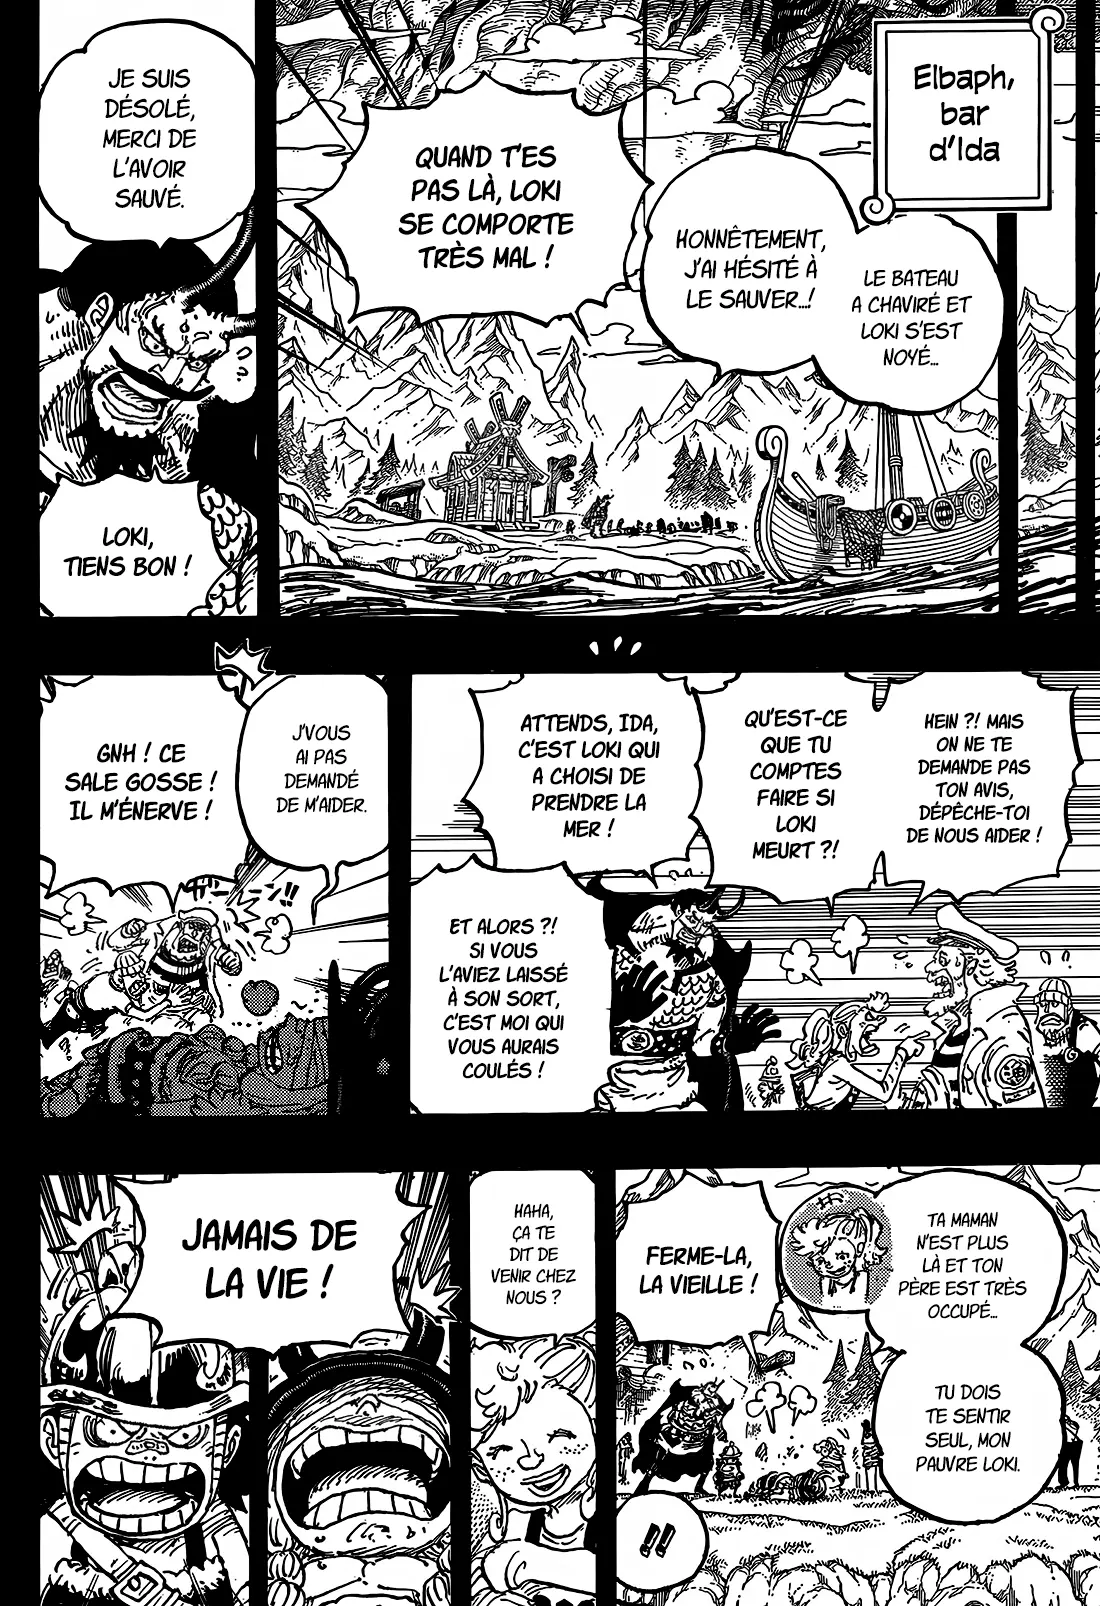 Elbaph,
bar
d'Ida
LE BATEAU
A CHAVIRÉ ET
LOKI S'EST
NOYÉ...
HONNÊTEMENT,
J'AI HÉSITÉ À
LE SAUVER...!
QUAND T'ES
PAS LÀ, LOKI
SE COMPORTE
TRÈS MAL !
JE SUIS
DÉSOLÉ,
MERCI DE
L'AVOIR
SAUVÉ.
LOKI,
TIENS BON !
HEIN ?! MAIS
ON NE TE
DEMANDE PAS
TON AVIS,
DÉPÊCHE-TOI
DE NOUS AIDER !
QU'EST-CE
QUE TU
COMPTES
FAIRE SI
LOKI
MEURT ?!
ATTENDS, IDA,
C'EST LOKI QUI
A CHOISI DE
PRENDRE LA
MER !
ET ALORS ?!
SI VOUS
L'AVIEZ LAISSÉ
À SON SORT,
C'EST MOI QUI
VOUS AURAIS
COULÉS !
J'VOUS
AI PAS
DEMANDÉ
DE M'AIDER.
GNH ! CE
SALE GOSSE !
IL M'ÉNERVE !
TA MAMAN
N'EST PLUS
LÀ ET TON
PÈRE EST TRÈS
OCCUPÉ...
TU DOIS
TE SENTIR
SEUL, MON
PAUVRE LOKI.
FERME-LA,
LA VIEILLE !
!!
HAHA,
ÇA TE
DIT DE
VENIR CHEZ
NOUS ?
JAMAIS DE
LA VIE !